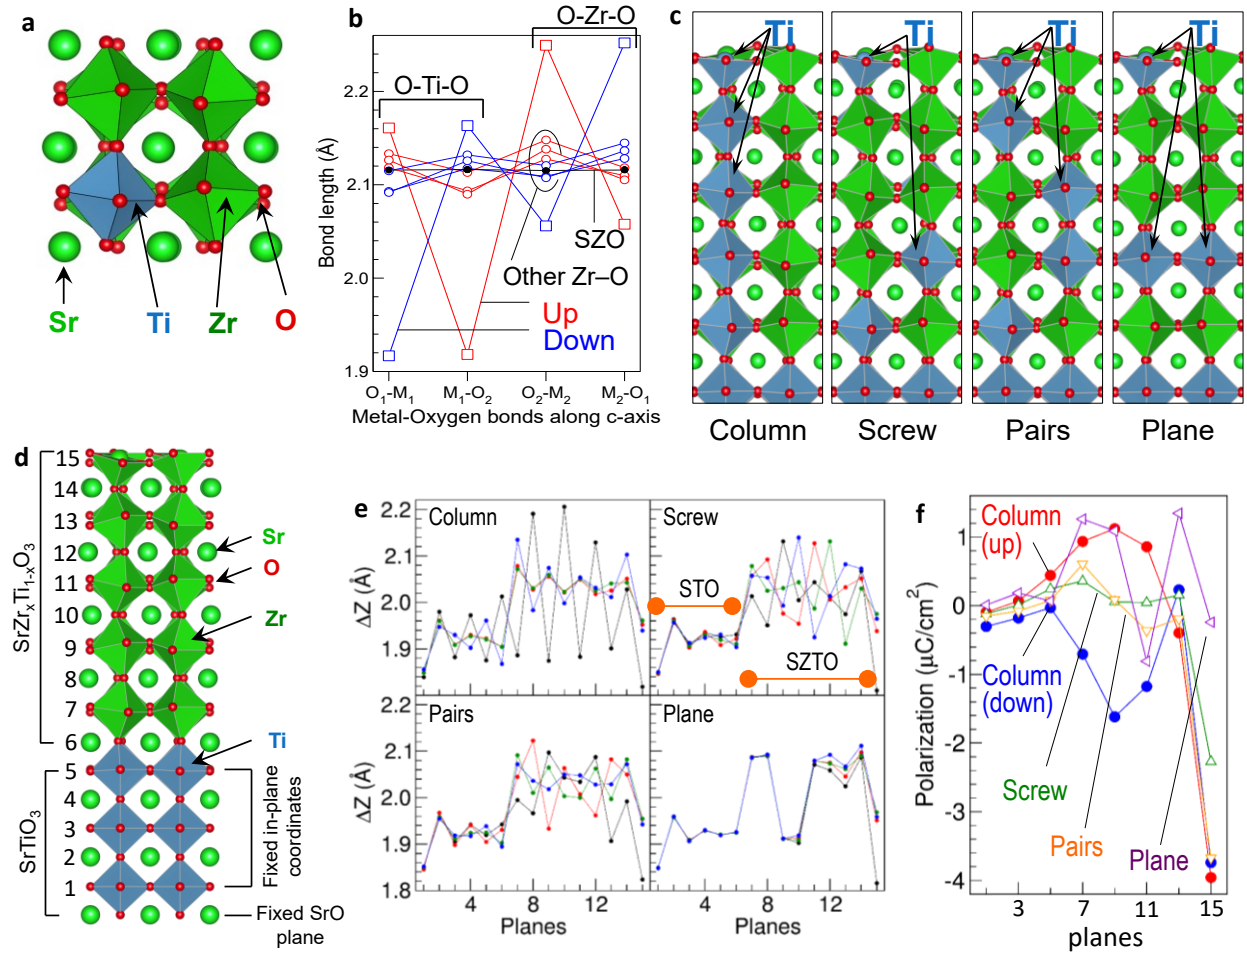 a
Sr
Ti
Zr
O
b
O-Zr-O
O-Ti-O
2.2
2.1
2.0
1.9
Bond length (Å)
SZO
Other Zr–O
Up
Down
O1-M1
M1-O2
O2-M2
M2-O1
Metal-Oxygen bonds along c-axis
c
Ti
Ti
Ti
Ti
Column
Screw
Pairs
Plane
d
15
14
13
12
11
10
9
8
7
6
5
4
3
2
1
SrZrxTi1-xO3
SrTiO3
Sr
O
Zr
Ti
Fixed in-plane
coordinates
Fixed SrO
plane
e
Column
Screw
STO
SZTO
Pairs
Plane
2.2
2.1
2.0
1.9
ΔZ (Å)
2.2
2.1
2.0
1.9
1.8
ΔZ (Å)
4 8 12
4 8 12
Planes
Planes
f
Column
(up)
Column
(down)
Screw
Pairs
Plane
1
0
-1
-2
-3
-4
Polarization (μC/cm2)
3 7 11 15
planes